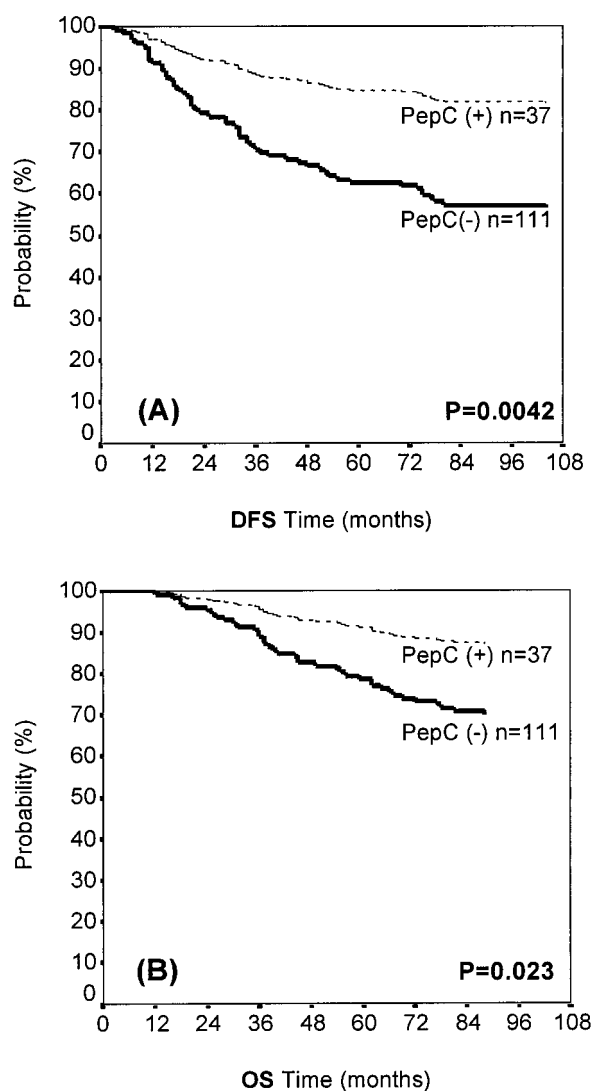 100
90
80
70
60
50
40
30
20
10
0
Probability (%)
PepC (+) n=37
PepC(-) n=111
(A)
P=0.0042
0 12 24 36 48 60 72 84 96 108
DFS Time (months)
100
90
80
70
60
50
40
30
20
10
0
Probability (%)
PepC (+) n=37
PepC (-) n=111
(B)
P=0.023
0 12 24 36 48 60 72 84 96 108
OS Time (months)